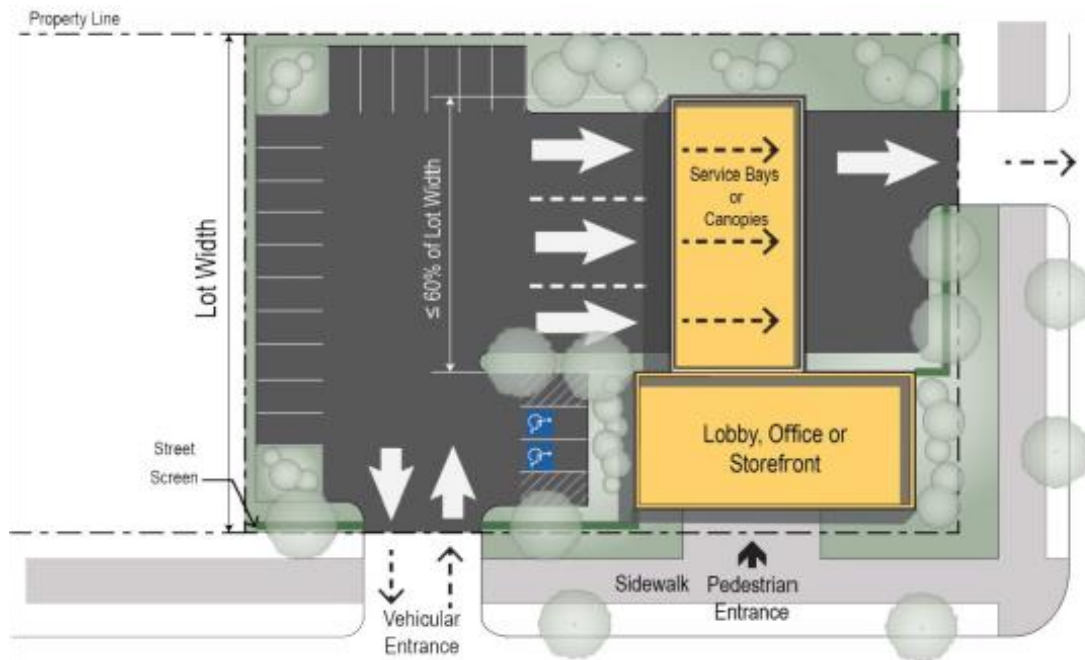 Property Line
Lot Width
≤ 60% of Lot Width
Service Bays
or
Canopies
Street
Screen
Lobby, Office or
Storefront
Sidewalk
Pedestrian
Entrance
Vehicular
Entrance